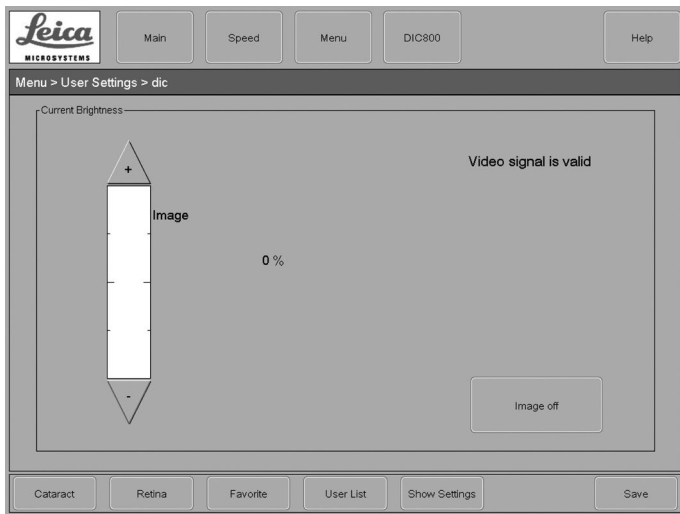 Leica
MICROSYSTEMS
Main
Speed
Menu
DIC800
Help
Menu > User Settings > dic
Current Brightness
+
Video signal is valid
Image
0 %
-
Image off
Cataract
Retina
Favorite
User List
Show Settings
Save